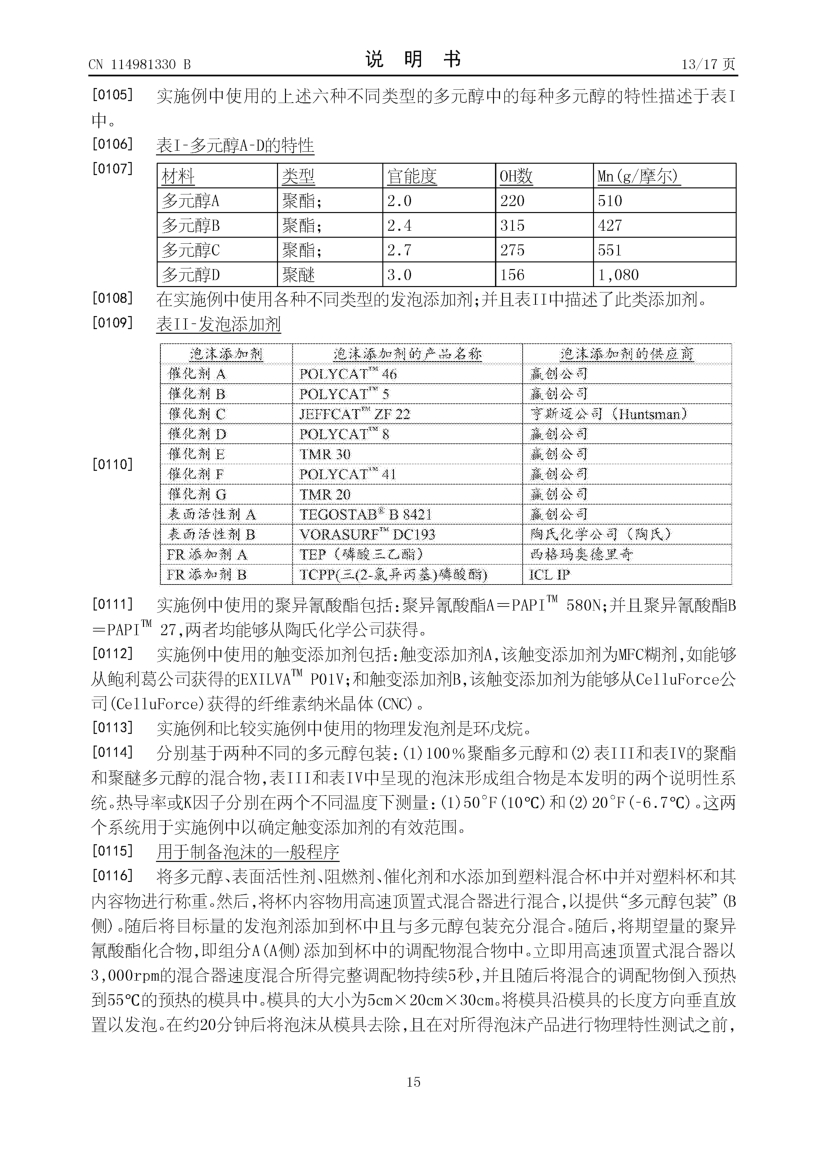 CN 114981330 B
说 明 书
13/17 页
[0105] 实施例中使用的上述六种不同类型的多元醇中的每种多元醇的特性描述于表I
中。
[0106] 表I-多元醇A-D的特性
[0107]
材料 类型 官能度 OH数 Mn(g/摩尔)
多元醇A 聚酯; 2.0 220 510
多元醇B 聚酯; 2.4 315 427
多元醇C 聚酯; 2.7 275 551
多元醇D 聚醚 3.0 156 1,080
[0108] 在实施例中使用各种不同类型的发泡添加剂;并且表II中描述了此类添加剂。
[0109] 表II-发泡添加剂
[0110]
泡沫添加剂 泡沫添加剂的产品名称 泡沫添加剂的供应商
催化剂 A POLYCAT™ 46 赢创公司
催化剂 B POLYCAT™ 5 赢创公司
催化剂 C JEFFCAT™ ZF 22 亨斯迈公司（Huntsman）
催化剂 D POLYCAT™ 8 赢创公司
催化剂 E TMR 30 赢创公司
催化剂 F POLYCAT™ 41 赢创公司
催化剂 G TMR 20 赢创公司
表面活性剂 A TEGOSTAB® B 8421 赢创公司
表面活性剂 B VORASURF™ DC193 陶氏化学公司（陶氏）
FR 添加剂 A TEP（磷酸三乙酯） 西格玛奥德里奇
FR 添加剂 B TCPP(三(2-氯异丙基)磷酸酯) ICL IP
[0111] 实施例中使用的聚异氰酸酯包括:聚异氰酸酯A＝PAPI™ 580N;并且聚异氰酸酯B
＝PAPI™ 27,两者均能够从陶氏化学公司获得。
[0112] 实施例中使用的触变添加剂包括:触变添加剂A,该触变添加剂为MFC糊剂,如能够
从鲍利葛公司获得的EXILVA™ P01V;和触变添加剂B,该触变添加剂为能够从CelluForce公
司(CelluForce)获得的纤维素纳米晶体(CNC)。
[0113] 实施例和比较实施例中使用的物理发泡剂是环戊烷。
[0114] 分别基于两种不同的多元醇包装:(1)100%聚酯多元醇和(2)表III和表IV的聚酯
和聚醚多元醇的混合物,表III和表IV中呈现的泡沫形成组合物是本发明的两个说明性系
统。热导率或K因子分别在两个不同温度下测量:(1)50°F(10℃)和(2)20°F(-6.7℃)。这两
个系统用于实施例中以确定触变添加剂的有效范围。
[0115] 用于制备泡沫的一般程序
[0116] 将多元醇、表面活性剂、阻燃剂、催化剂和水添加到塑料混合杯中并对塑料杯和其
内容物进行称重。然后,将杯内容物用高速顶置式混合器进行混合,以提供“多元醇包装”(B
侧)。随后将目标量的发泡剂添加到杯中且与多元醇包装充分混合。随后,将期望量的聚异
氰酸酯化合物,即组分A(A侧)添加到杯中的调配物混合物中。立即用高速顶置式混合器以
3,000rpm的混合器速度混合所得完整调配物持续5秒,并且随后将混合的调配物倒入预热
到55℃的预热的模具中。模具的大小为5cm×20cm×30cm。将模具沿模具的长度方向垂直放
置以发泡。在约20分钟后将泡沫从模具去除,且在对所得泡沫产品进行物理特性测试之前,
15